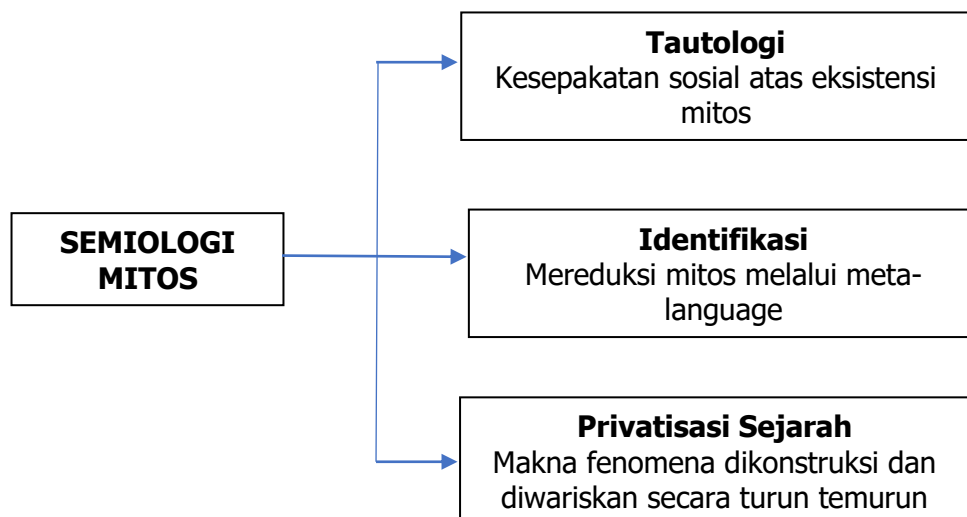 Tautologi
Kesepakatan sosial atas eksistensi
mitos
SEMIOLOGI
MITOS
Identifikasi
Mereduksi mitos melalui meta-
language
Privatisasi Sejarah
Makna fenomena dikonstruksi dan
diwariskan secara turun temurun